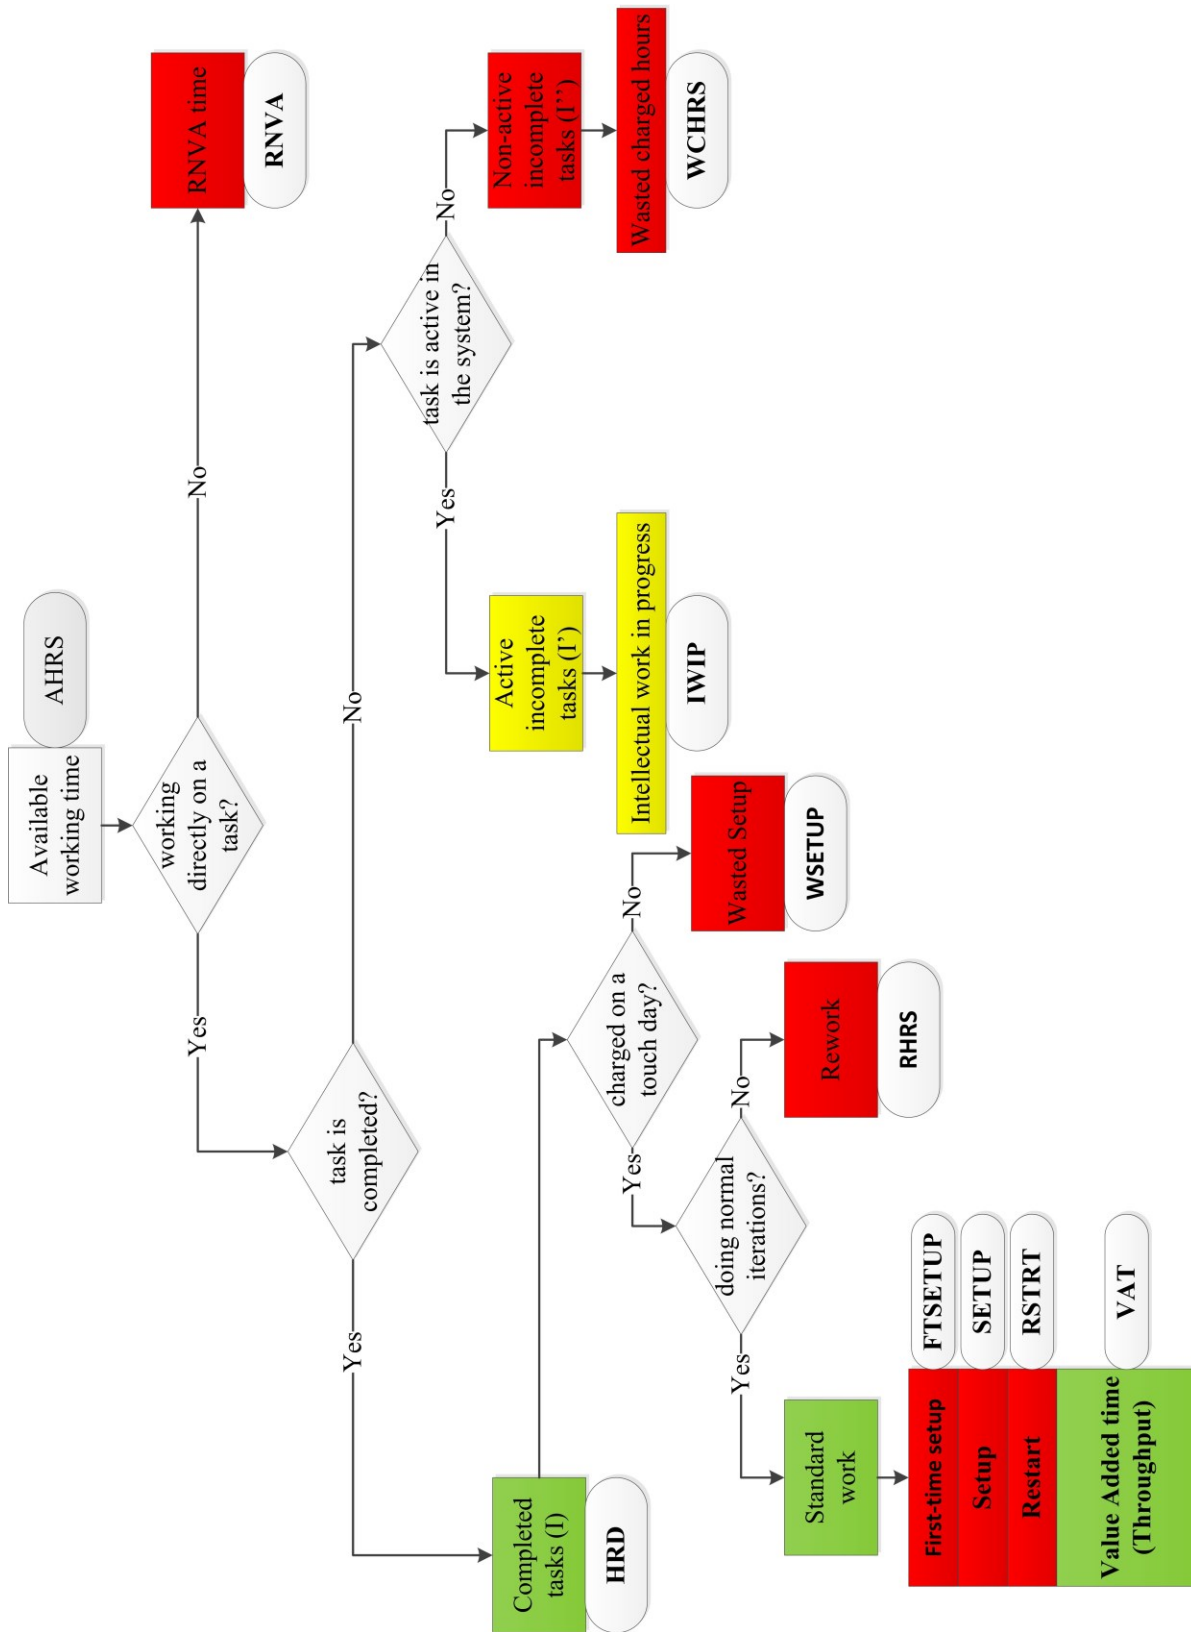 Available
working time
AHRS
working
directly on a
task?
Yes
No
RNVA time
RNVA
task is
completed?
Yes
No
task is active in
the system?
Yes
No
Completed
tasks (I)
HRD
Active
incomplete
tasks (I’)
Non-active
incomplete
tasks (I’’)
charged on a
touch day?
Yes
No
Intellectual work in progress
IWIP
Wasted charged hours
WCHRS
doing normal
iterations?
Yes
No
Wasted Setup
WSETUP
Standard
work
Rework
RHRS
First-time setup
FTSETUP
Setup
SETUP
Restart
RSTRT
Value Added time
(Throughput)
VAT